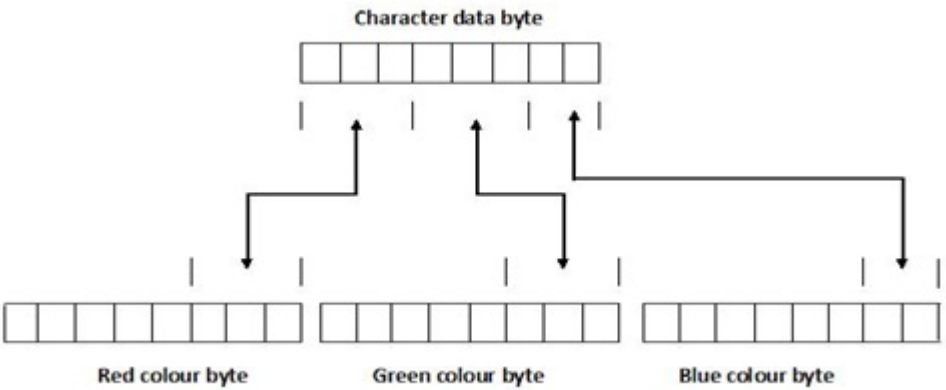 Character data byte
Red colour byte
Green colour byte
Blue colour byte